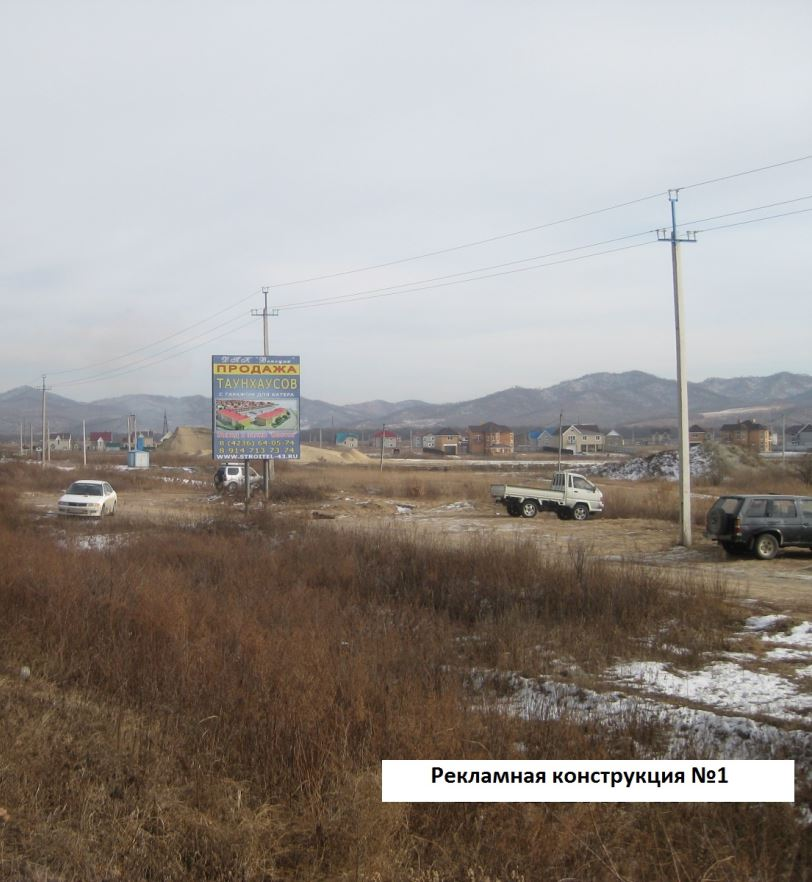 ПРОДАЖА
ТАУНХАУСОВ
С ГАРАЖОМ ДЛЯ КАТЕРА
8 (4236) 64-05-74
8 914 713 73 74
WWW.STROITEL-43.RU
Рекламная конструкция №1